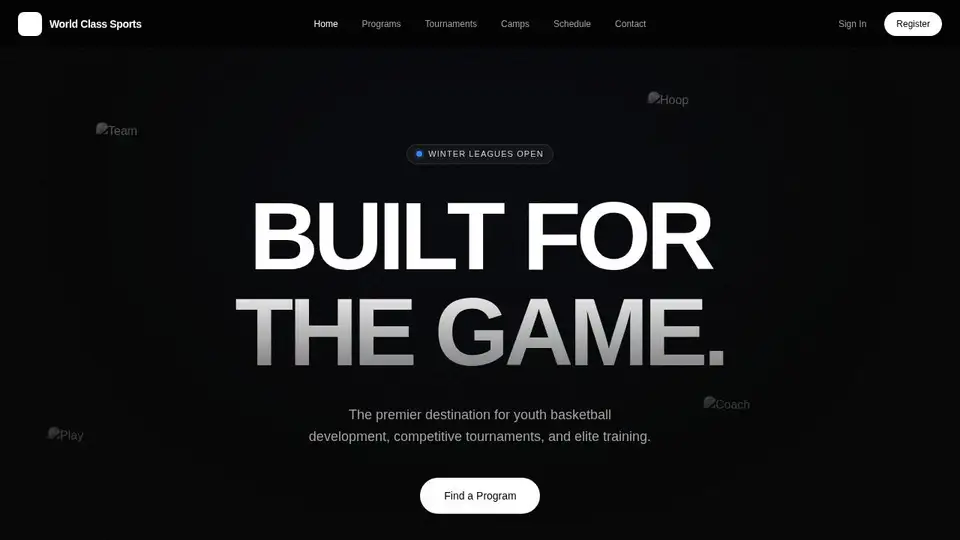 World Class Sports
Home
Programs
Tournaments
Camps
Schedule
Contact
Sign In
Register
Hoop
Team
WINTER LEAGUES OPEN
BUILT FOR
THE GAME.
Coach
The premier destination for youth basketball
development, competitive tournaments, and elite training.
Play
Find a Program